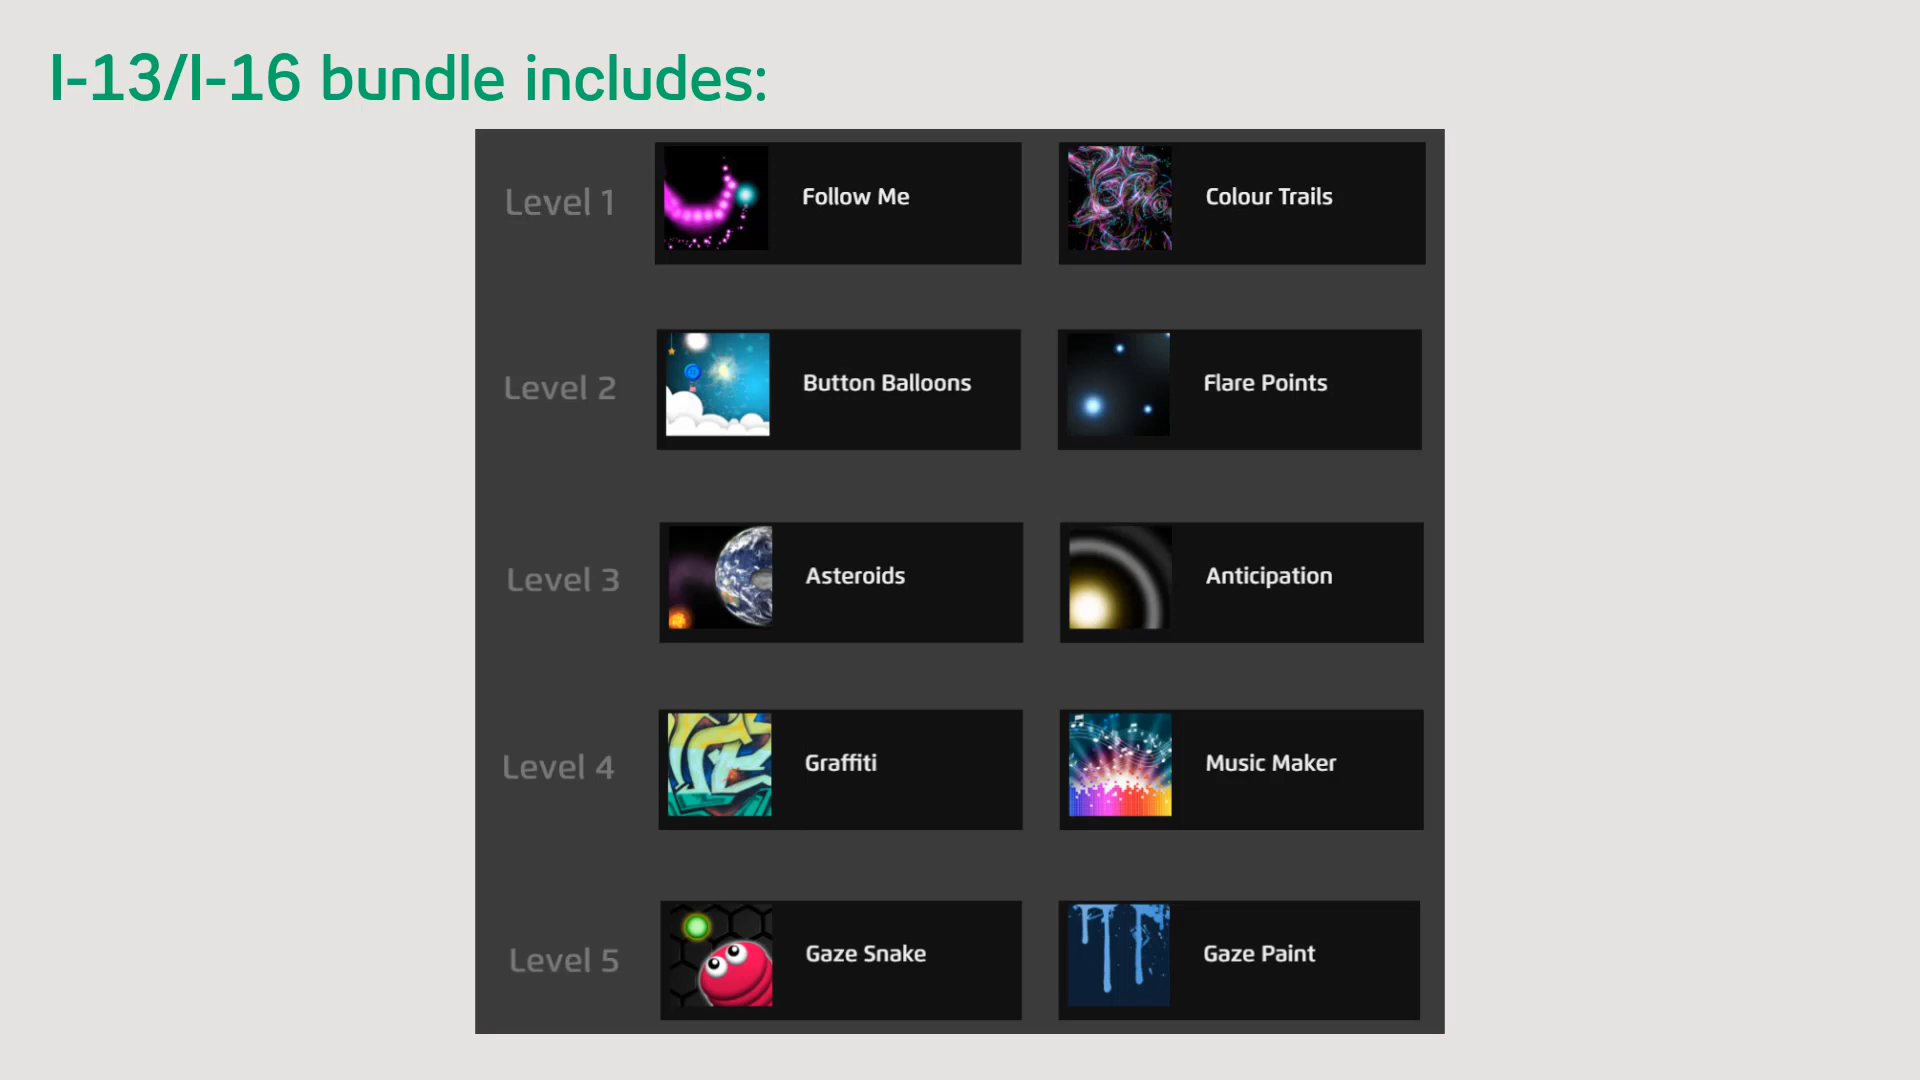 I-13/I-16 bundle includes:
Level 1 Follow Me Colour Trails
Level 2 Button Balloons Flare Points
Level 3 Asteroids Anticipation
Level 4 Graffiti Music Maker
Level 5 Gaze Snake Gaze Paint